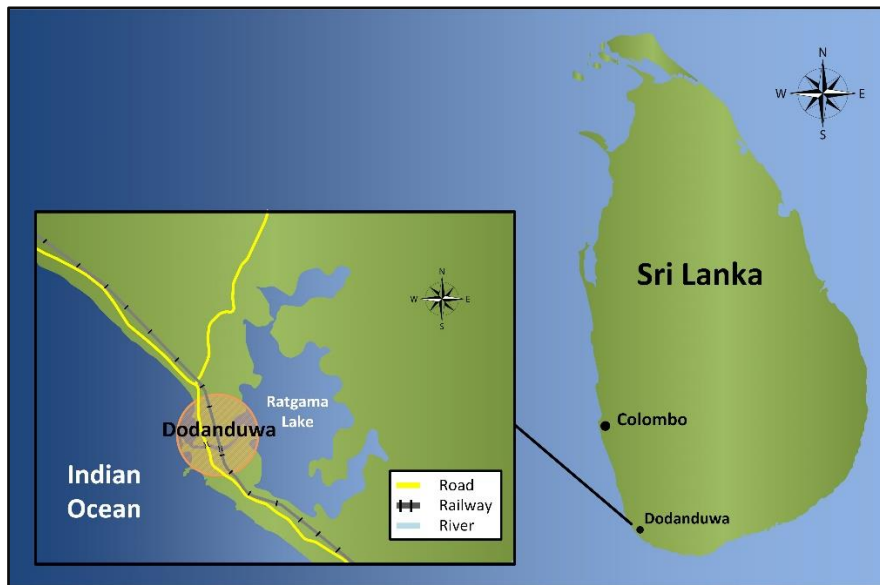 N
W E
S
Sri Lanka
Colombo
Dodanduwa
N
W E
S
Ratgama
Lake
Dodanduwa
Indian
Ocean
Road
Railway
River